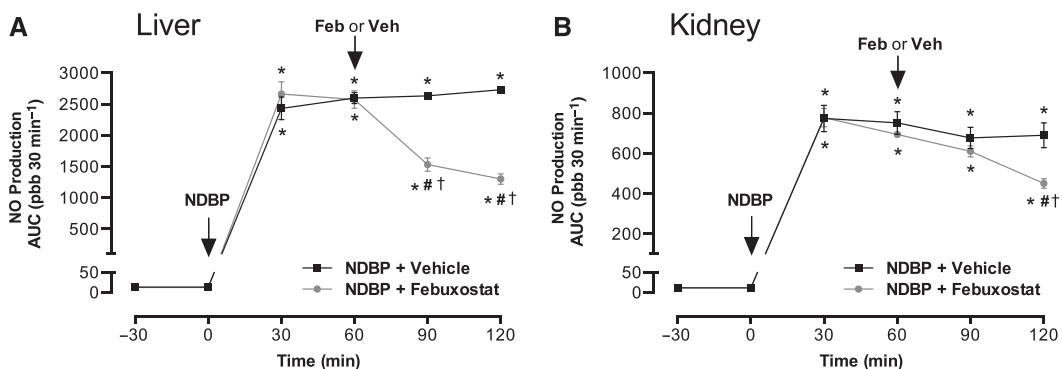 A Liver
Feb or Veh
NO Production
AUC (pbb 30 min⁻¹)
3000
2500
2000
1500
1000
500
50
0
NDBP
* * * *
* *
* # †
* # †
NDBP + Vehicle
NDBP + Febuxostat
−30 0 30 60 90 120
Time (min)
B Kidney
Feb or Veh
NO Production
AUC (pbb 30 min⁻¹)
1000
800
600
400
200
50
0
NDBP
* * * *
* * *
* # †
NDBP + Vehicle
NDBP + Febuxostat
−30 0 30 60 90 120
Time (min)